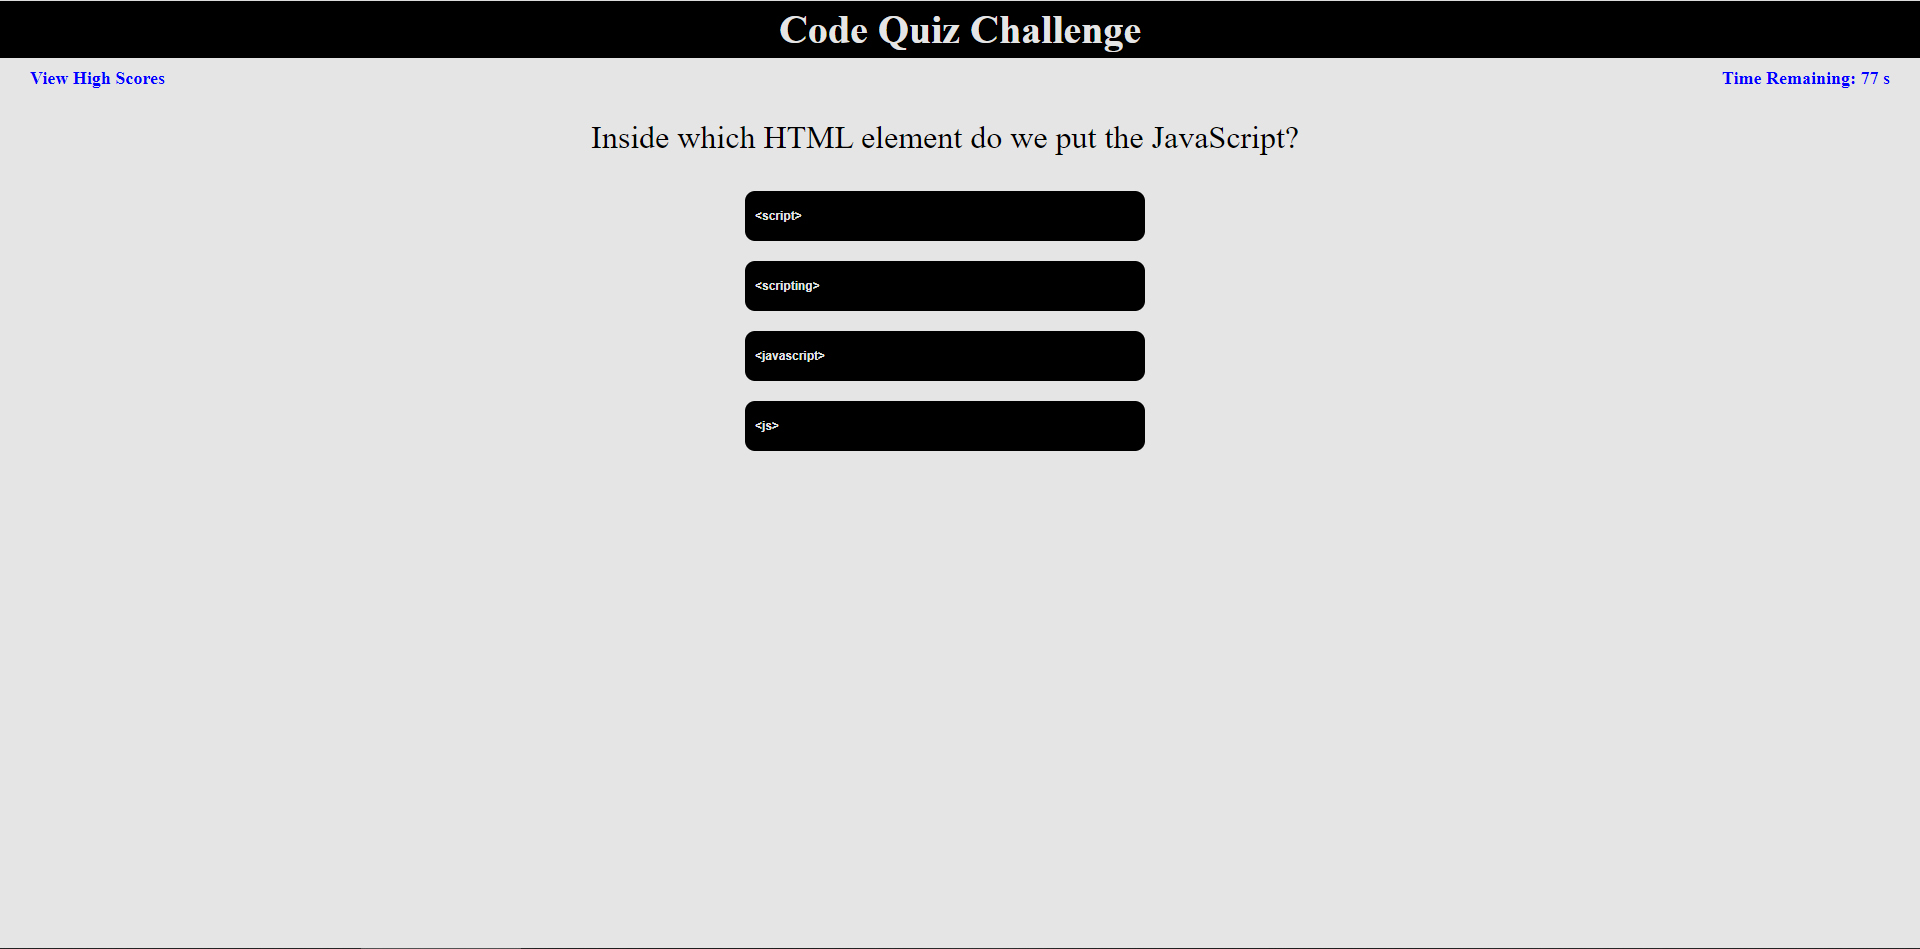 Code Quiz Challenge
View High Scores
Time Remaining: 77 s
Inside which HTML element do we put the JavaScript?
<script>
<scripting>
<javascript>
<js>